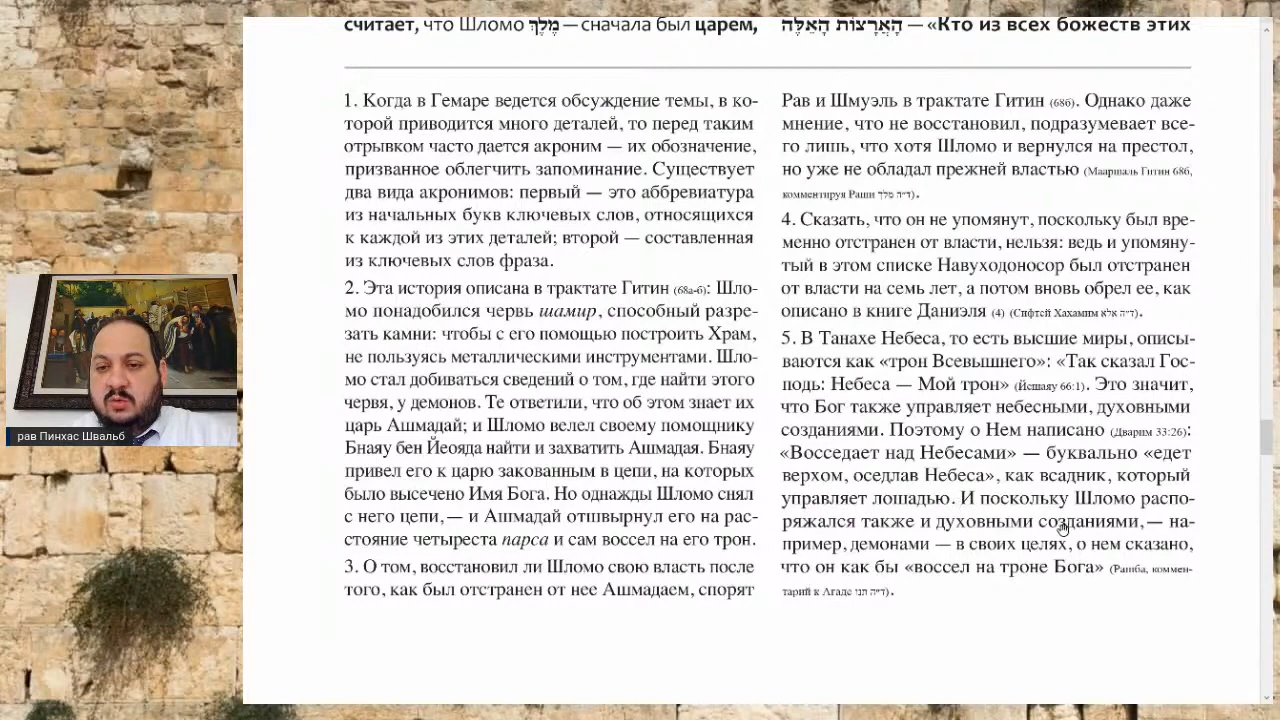 считает, что Шломо מֶלֶךְ — сначала был царем,
1. Когда в Гемаре ведется обсуждение темы, в ко-
торой приводится много деталей, то перед таким
отрывком часто дается акроним — их обозначение,
призванное облегчить запоминание. Существует
два вида акронимов: первый — это аббревиатура
из начальных букв ключевых слов, относящихся
к каждой из этих деталей; второй — составленная
из ключевых слов фраза.
2. Эта история описана в трактате Гитин (68а-б): Шло-
мо понадобился червь шамир, способный разре-
зать камни: чтобы с его помощью построить Храм,
не пользуясь металлическими инструментами. Шло-
мо стал добиваться сведений о том, где найти этого
червя, у демонов. Те ответили, что об этом знает их
царь Ашмадай; и Шломо велел своему помощнику
Бнаяу бен Йеояда найти и захватить Ашмадая. Бнаяу
привел его к царю закованным в цепи, на которых
было высечено Имя Бога. Но однажды Шломо снял
с него цепи,— и Ашмадай отшвырнул его на рас-
стояние четыреста парса и сам воссел на его трон.
3. О том, восстановил ли Шломо свою власть после
того, как был отстранен от нее Ашмадаем, спорят
הָאֲרָצוֹת הָאֵלֶּה — «Кто из всех божеств этих
Рав и Шмуэль в трактате Гитин (68б). Однако даже
мнение, что не восстановил, подразумевает все-
го лишь, что хотя Шломо и вернулся на престол,
но уже не обладал прежней властью (Мааршаль Гитин 68б,
комментируя Раши ד״ה מלך).
4. Сказать, что он не упомянут, поскольку был вре-
менно отстранен от власти, нельзя: ведь и упомяну-
тый в этом списке Навуходоносор был отстранен
от власти на семь лет, а потом вновь обрел ее, как
описано в книге Даниэля (4) (Сифтей Хахамим ד״ה אלא).
5. В Танахе Небеса, то есть высшие миры, описы-
ваются как «трон Всевышнего»: «Так сказал Гос-
подь: Небеса — Мой трон» (Йешаяу 66:1). Это значит,
что Бог также управляет небесными, духовными
созданиями. Поэтому о Нем написано (Дварим 33:26):
«Восседает над Небесами» — буквально «едет
верхом, оседлав Небеса», как всадник, который
управляет лошадью. И поскольку Шломо распо-
ряжался также и духовными созданиями,— на-
пример, демонами — в своих целях, о нем сказано,
что он как бы «воссел на троне Бога» (Рашба, коммен-
тарий к Агаде ד״ה תנו).
рав Пинхас Швальб